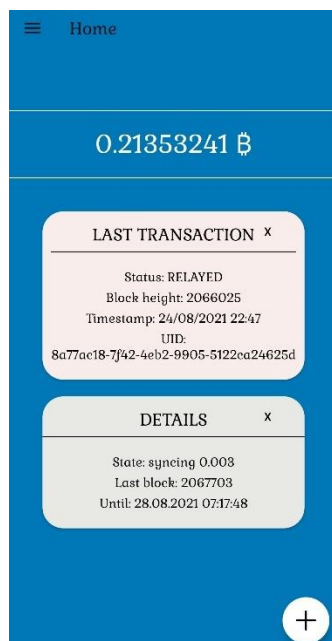 Home
0.21353241 ₿
LAST TRANSACTION x
Status: RELAYED
Block height: 2066025
Timestamp: 24/08/2021 22:47
UID:
8a77ac18-7f42-4eb2-9905-5122ca24625d
DETAILS x
State: syncing 0.003
Last block: 2067703
Until: 28.08.2021 07:17:48
+